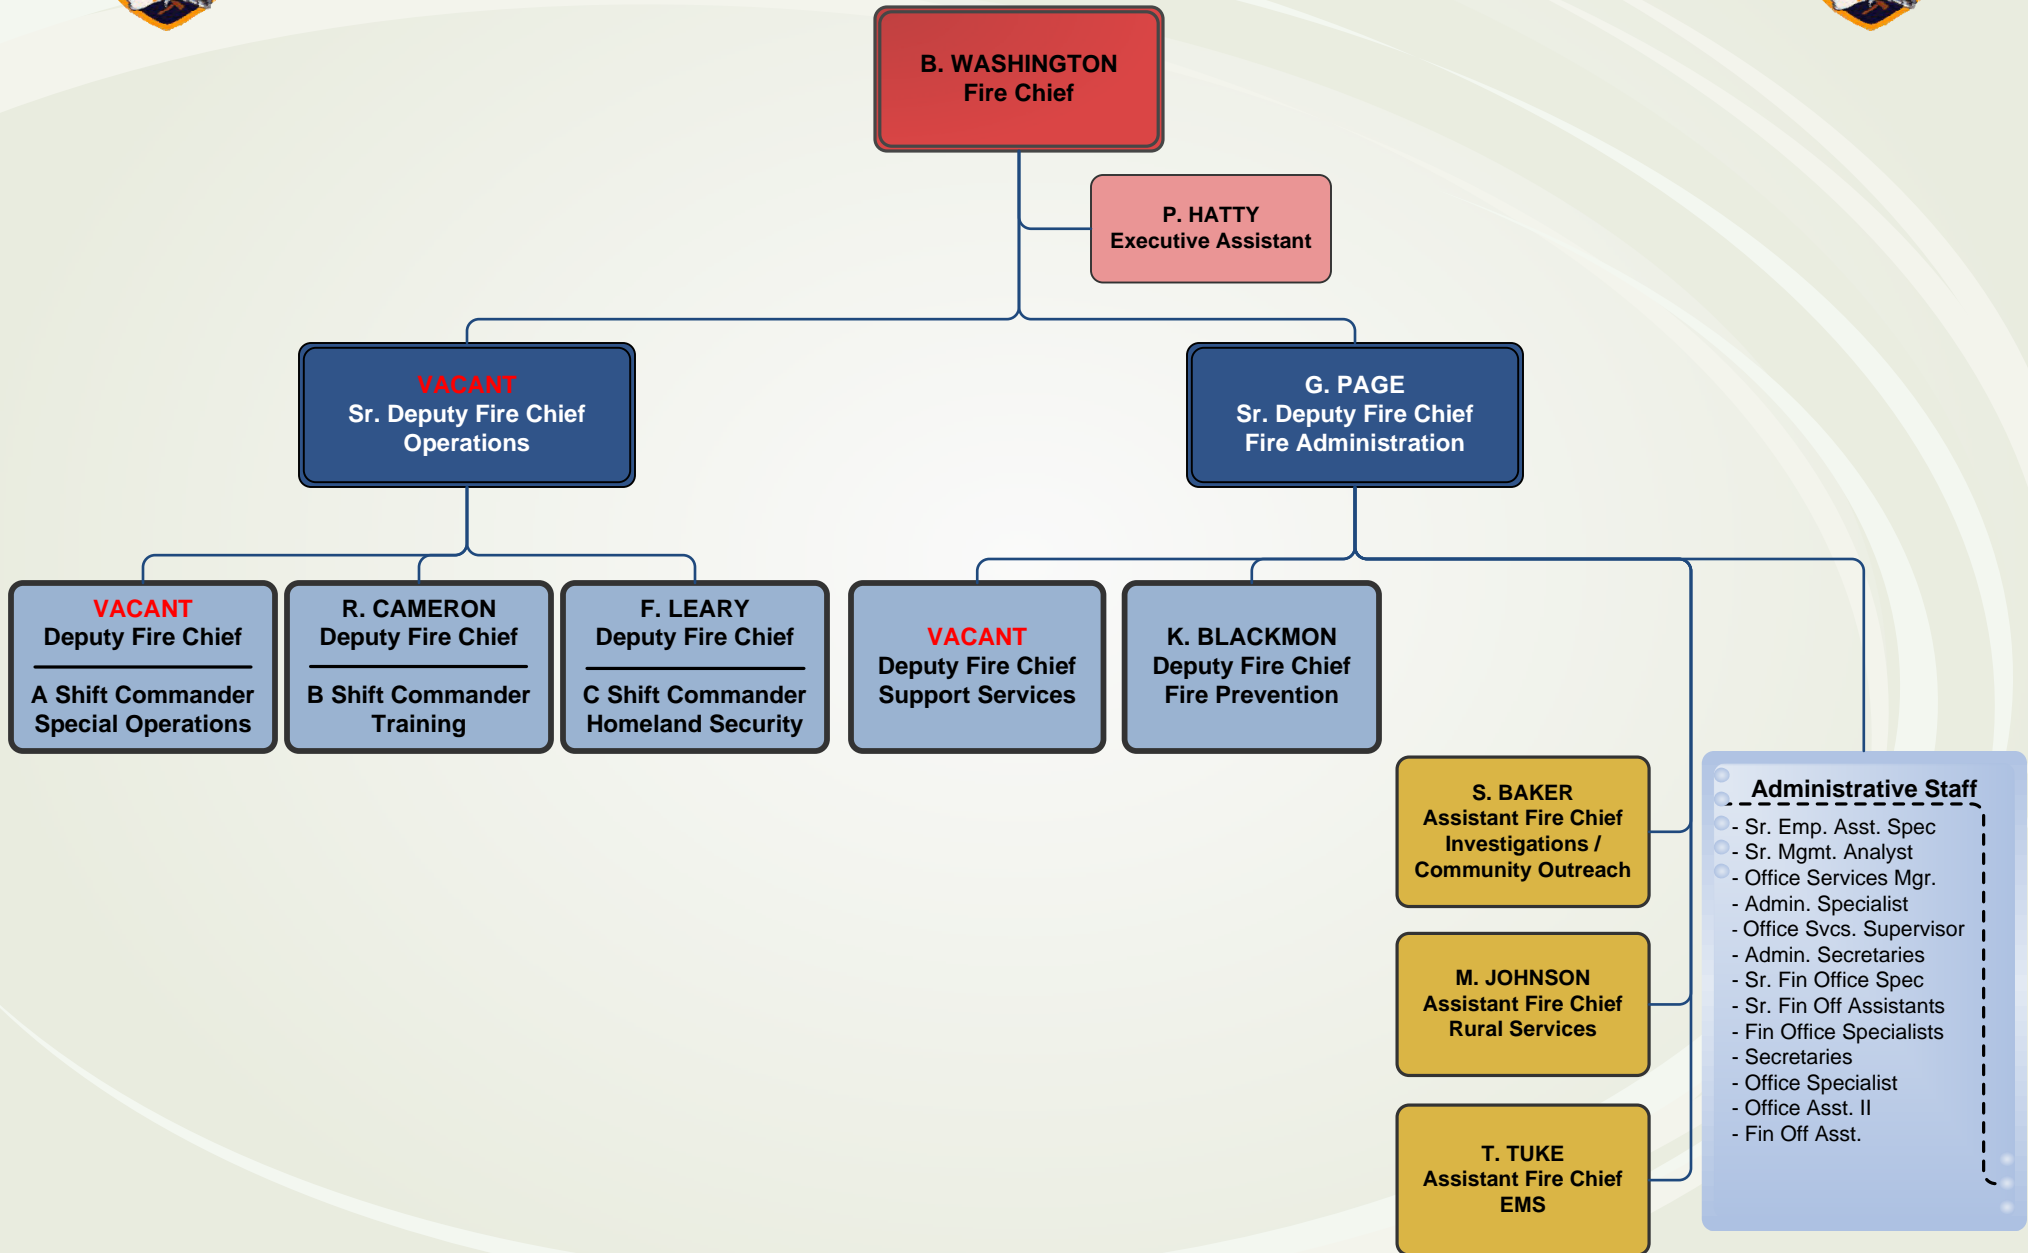 B. WASHINGTON
Fire Chief
P. HATTY
Executive Assistant
VACANT
Sr. Deputy Fire Chief
Operations
G. PAGE
Sr. Deputy Fire Chief
Fire Administration
VACANT
Deputy Fire Chief
A Shift Commander
Special Operations
R. CAMERON
Deputy Fire Chief
B Shift Commander
Training
F. LEARY
Deputy Fire Chief
C Shift Commander
Homeland Security
VACANT
Deputy Fire Chief
Support Services
K. BLACKMON
Deputy Fire Chief
Fire Prevention
S. BAKER
Assistant Fire Chief
Investigations /
Community Outreach
M. JOHNSON
Assistant Fire Chief
Rural Services
T. TUKE
Assistant Fire Chief
EMS
Administrative Staff
- Sr. Emp. Asst. Spec
- Sr. Mgmt. Analyst
- Office Services Mgr.
- Admin. Specialist
- Office Svcs. Supervisor
- Admin. Secretaries
- Sr. Fin Office Spec
- Sr. Fin Off Assistants
- Fin Office Specialists
- Secretaries
- Office Specialist
- Office Asst. II
- Fin Off Asst.